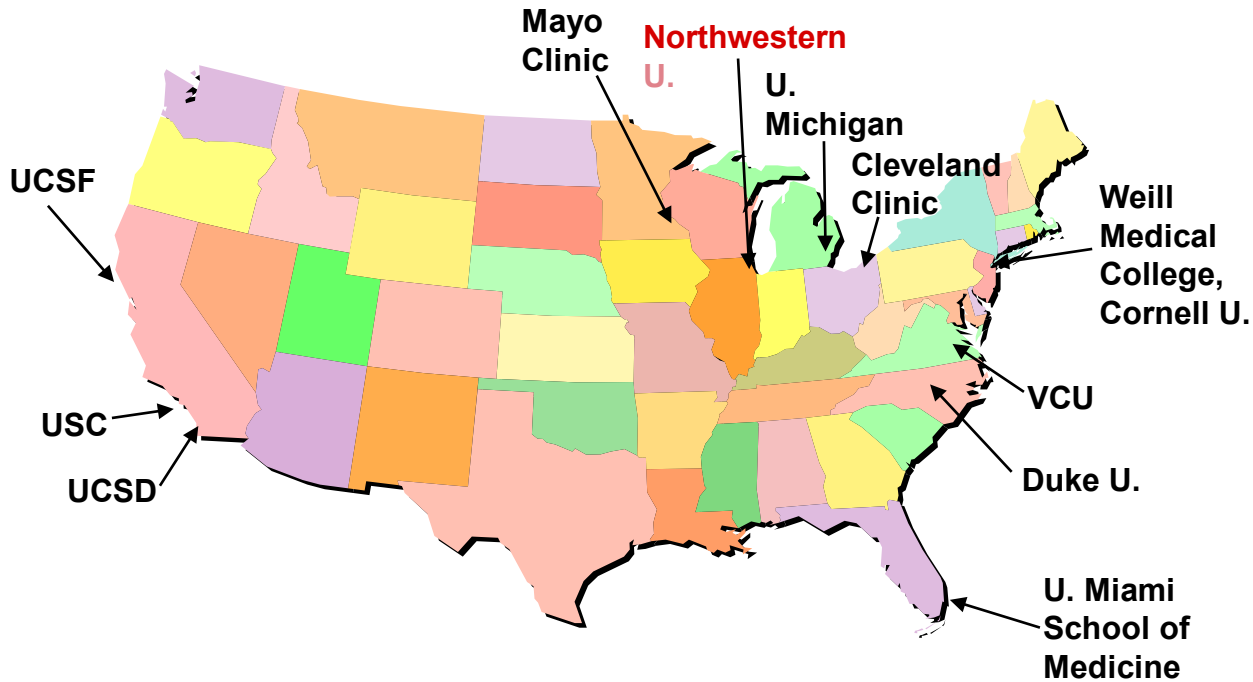 Mayo
Clinic
Northwestern
U.
U.
Michigan
Cleveland
Clinic
UCSF
Weill
Medical
College,
Cornell U.
USC
VCU
UCSD
Duke U.
U. Miami
School of
Medicine